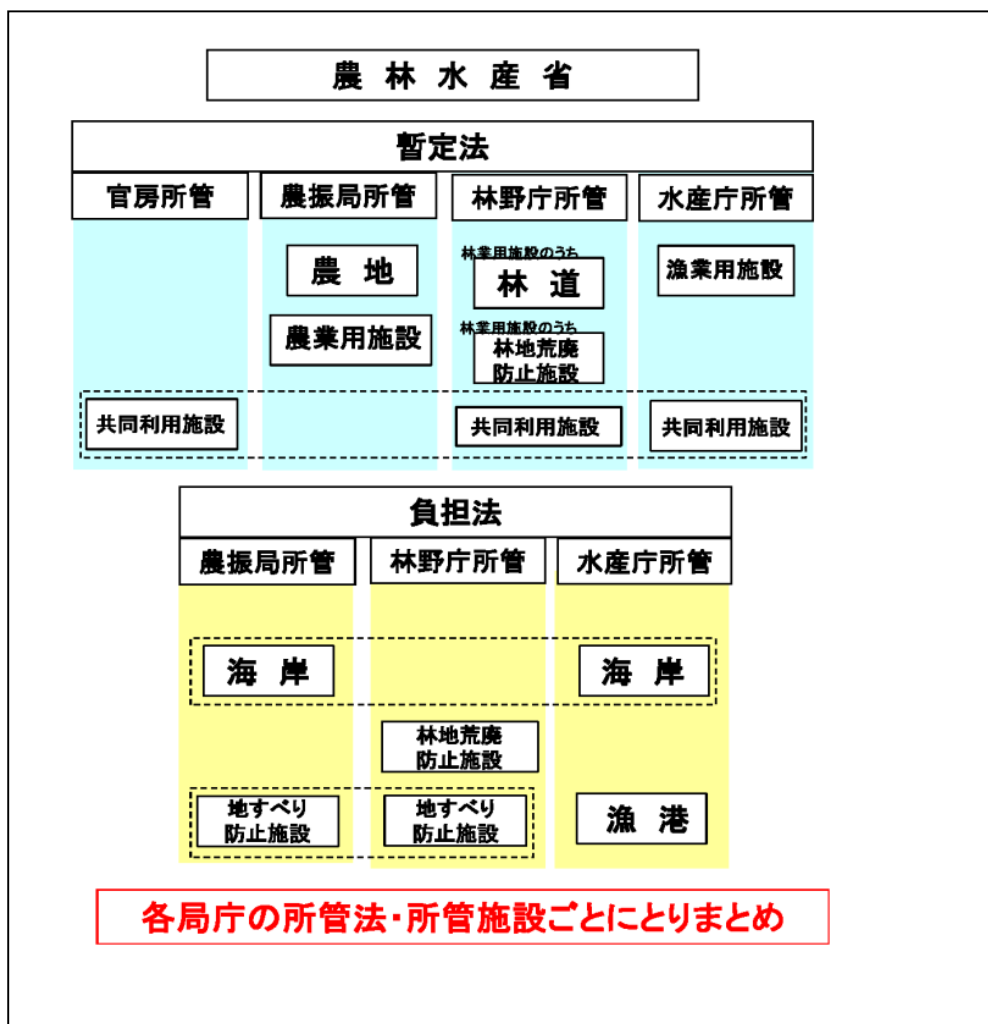 農林水産省
暫定法
官房所管
農振局所管
林野庁所管
水産庁所管
農地
林業用施設のうち
林道
漁業用施設
農業用施設
林業用施設のうち
林地荒廃
防止施設
共同利用施設
共同利用施設
共同利用施設
負担法
農振局所管
林野庁所管
水産庁所管
海岸
海岸
林地荒廃
防止施設
地すべり
防止施設
地すべり
防止施設
漁港
各局庁の所管法・所管施設ごとにとりまとめ